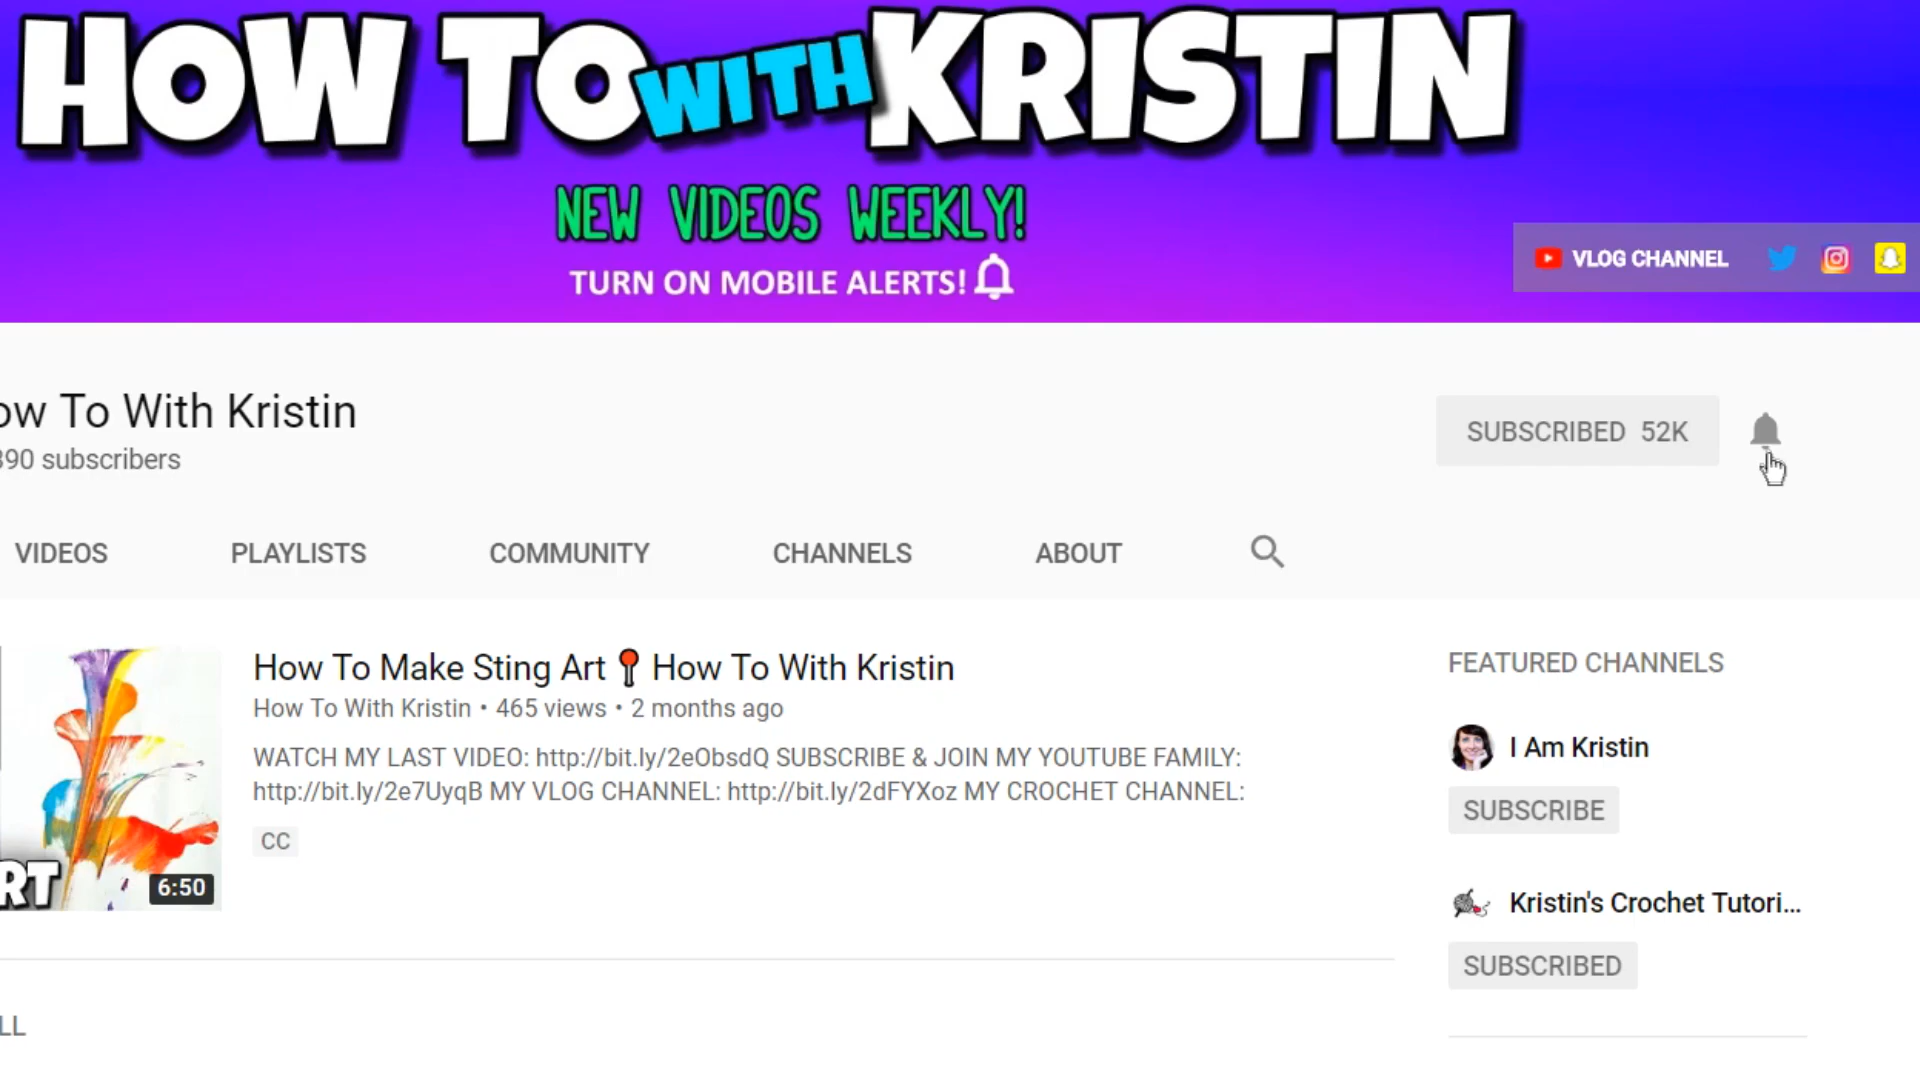 HOW TO WITH KRISTIN
NEW VIDEOS WEEKLY!
TURN ON MOBILE ALERTS!
VLOG CHANNEL
ow To With Kristin
390 subscribers
SUBSCRIBED 52K
VIDEOS PLAYLISTS COMMUNITY CHANNELS ABOUT
How To Make Sting Art How To With Kristin
How To With Kristin • 465 views • 2 months ago
WATCH MY LAST VIDEO: http://bit.ly/2eObsdQ SUBSCRIBE & JOIN MY YOUTUBE FAMILY:
http://bit.ly/2e7UyqB MY VLOG CHANNEL: http://bit.ly/2dFYXoz MY CROCHET CHANNEL:
CC
RT
6:50
FEATURED CHANNELS
I Am Kristin
SUBSCRIBE
Kristin's Crochet Tutori...
SUBSCRIBED
LL